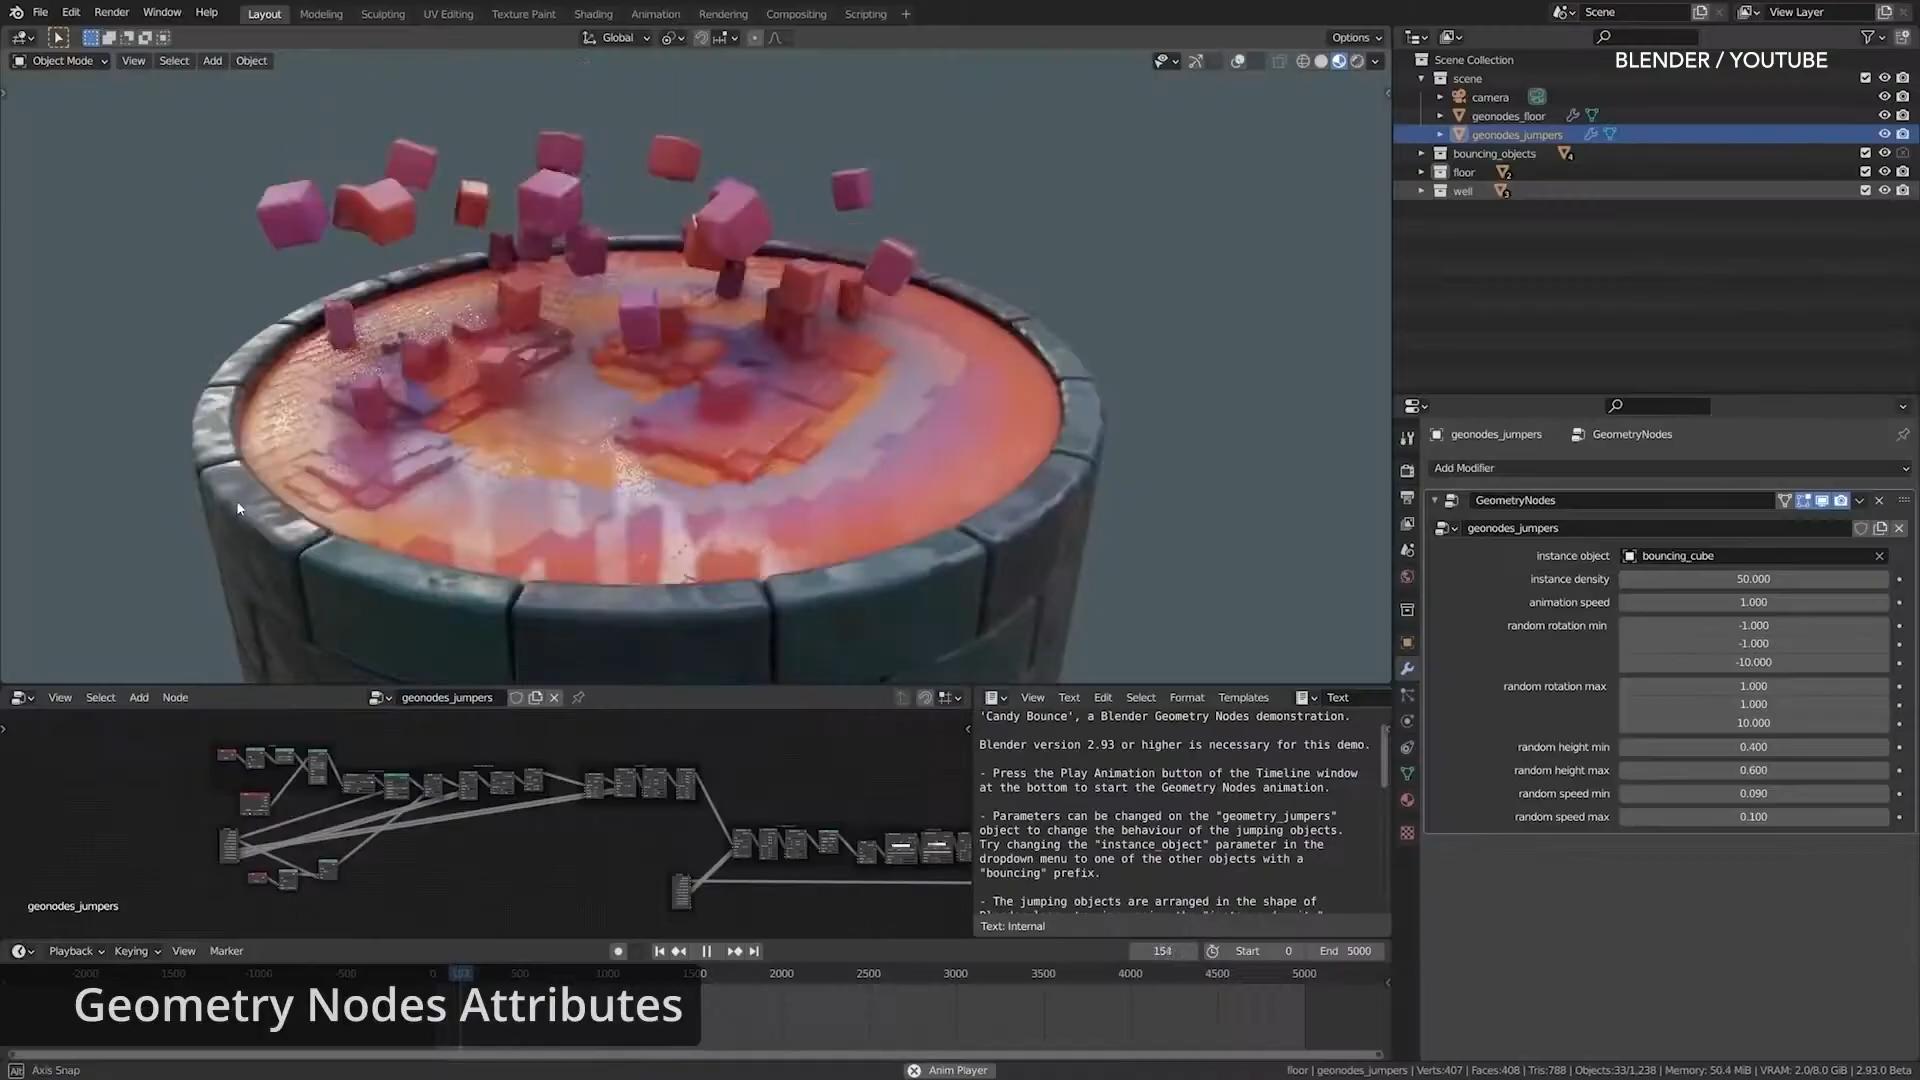 File Edit Render Window Help Layout Modeling Sculpting UV Editing Texture Paint Shading Animation Rendering Compositing Scripting + Scene View Layer
Global Options
Object Mode View Select Add Object
BLENDER / YOUTUBE
Scene Collection
scene
camera
geonodes_floor
geonodes_jumpers
bouncing_objects 4
floor 2
well 3
geonodes_jumpers GeometryNodes
Add Modifier
GeometryNodes
geonodes_jumpers
instance object bouncing_cube
instance density 50.000
animation speed 1.000
random rotation min -1.000
-1.000
-10.000
random rotation max 1.000
1.000
10.000
random height min 0.400
random height max 0.600
random speed min 0.090
random speed max 0.100
View Select Add Node geonodes_jumpers
geonodes_jumpers
View Text Edit Select Format Templates Text
'Candy Bounce', a Blender Geometry Nodes demonstration.
Blender version 2.93 or higher is necessary for this demo.
- Press the Play Animation button of the Timeline window
at the bottom to start the Geometry Nodes animation.
- Parameters can be changed on the "geometry_jumpers"
object to change the behaviour of the jumping objects.
Try changing the "instance_object" parameter in the
dropdown menu to one of the other objects with a
"bouncing" prefix.
- The jumping objects are arranged in the shape of
Text: Internal
Playback Keying View Marker 154 Start 0 End 5000
-2000 -1500 -1000 -500 0 500 1000 1500 2000 2500 3000 3500 4000 4500 5000
Geometry Nodes Attributes
Alt Axis Snap Anim Player floor | geonodes_jumpers | Verts:407 | Faces:408 | Tris:788 | Objects:33/1,238 | Memory: 50.4 MiB | VRAM: 2.0/8.0 GiB | 2.93.0 Beta